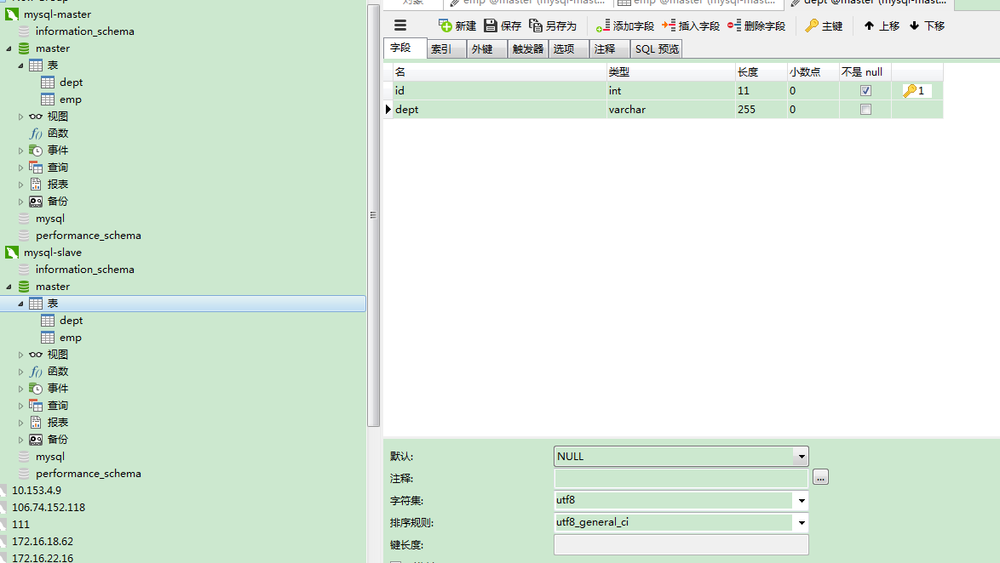 mysql-master
information_schema
master
表
dept
emp
视图
函数
事件
查询
报表
备份
mysql
performance_schema
mysql-slave
information_schema
master
表
dept
emp
视图
函数
事件
查询
报表
备份
mysql
performance_schema
10.153.4.9
106.74.152.118
111
172.16.18.62
172.16.22.16
对象 emp @master (mysql-mast... emp @master (mysql-mast... dept @master (mysql-mast...
新建 保存 另存为 添加字段 插入字段 删除字段 主键 上移 下移
字段 索引 外键 触发器 选项 注释 SQL 预览
名 类型 长度 小数点 不是 null
id int 11 0 1
dept varchar 255 0
默认: NULL
注释: ...
字符集: utf8
排序规则: utf8_general_ci
键长度: